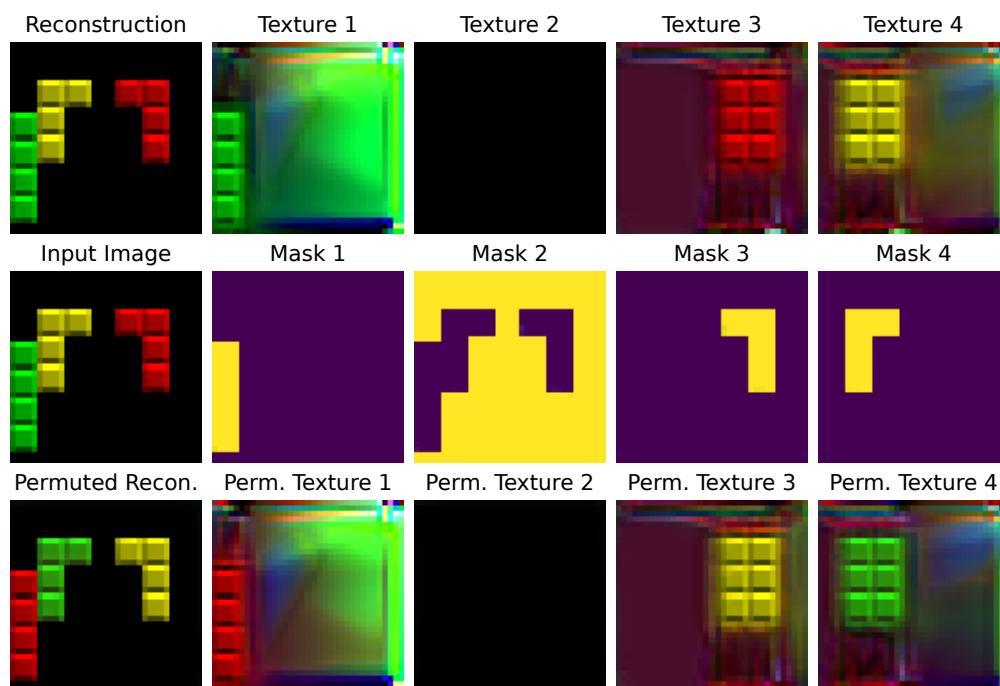 Reconstruction
Texture 1
Texture 2
Texture 3
Texture 4
Input Image
Mask 1
Mask 2
Mask 3
Mask 4
Permuted Recon.
Perm. Texture 1
Perm. Texture 2
Perm. Texture 3
Perm. Texture 4